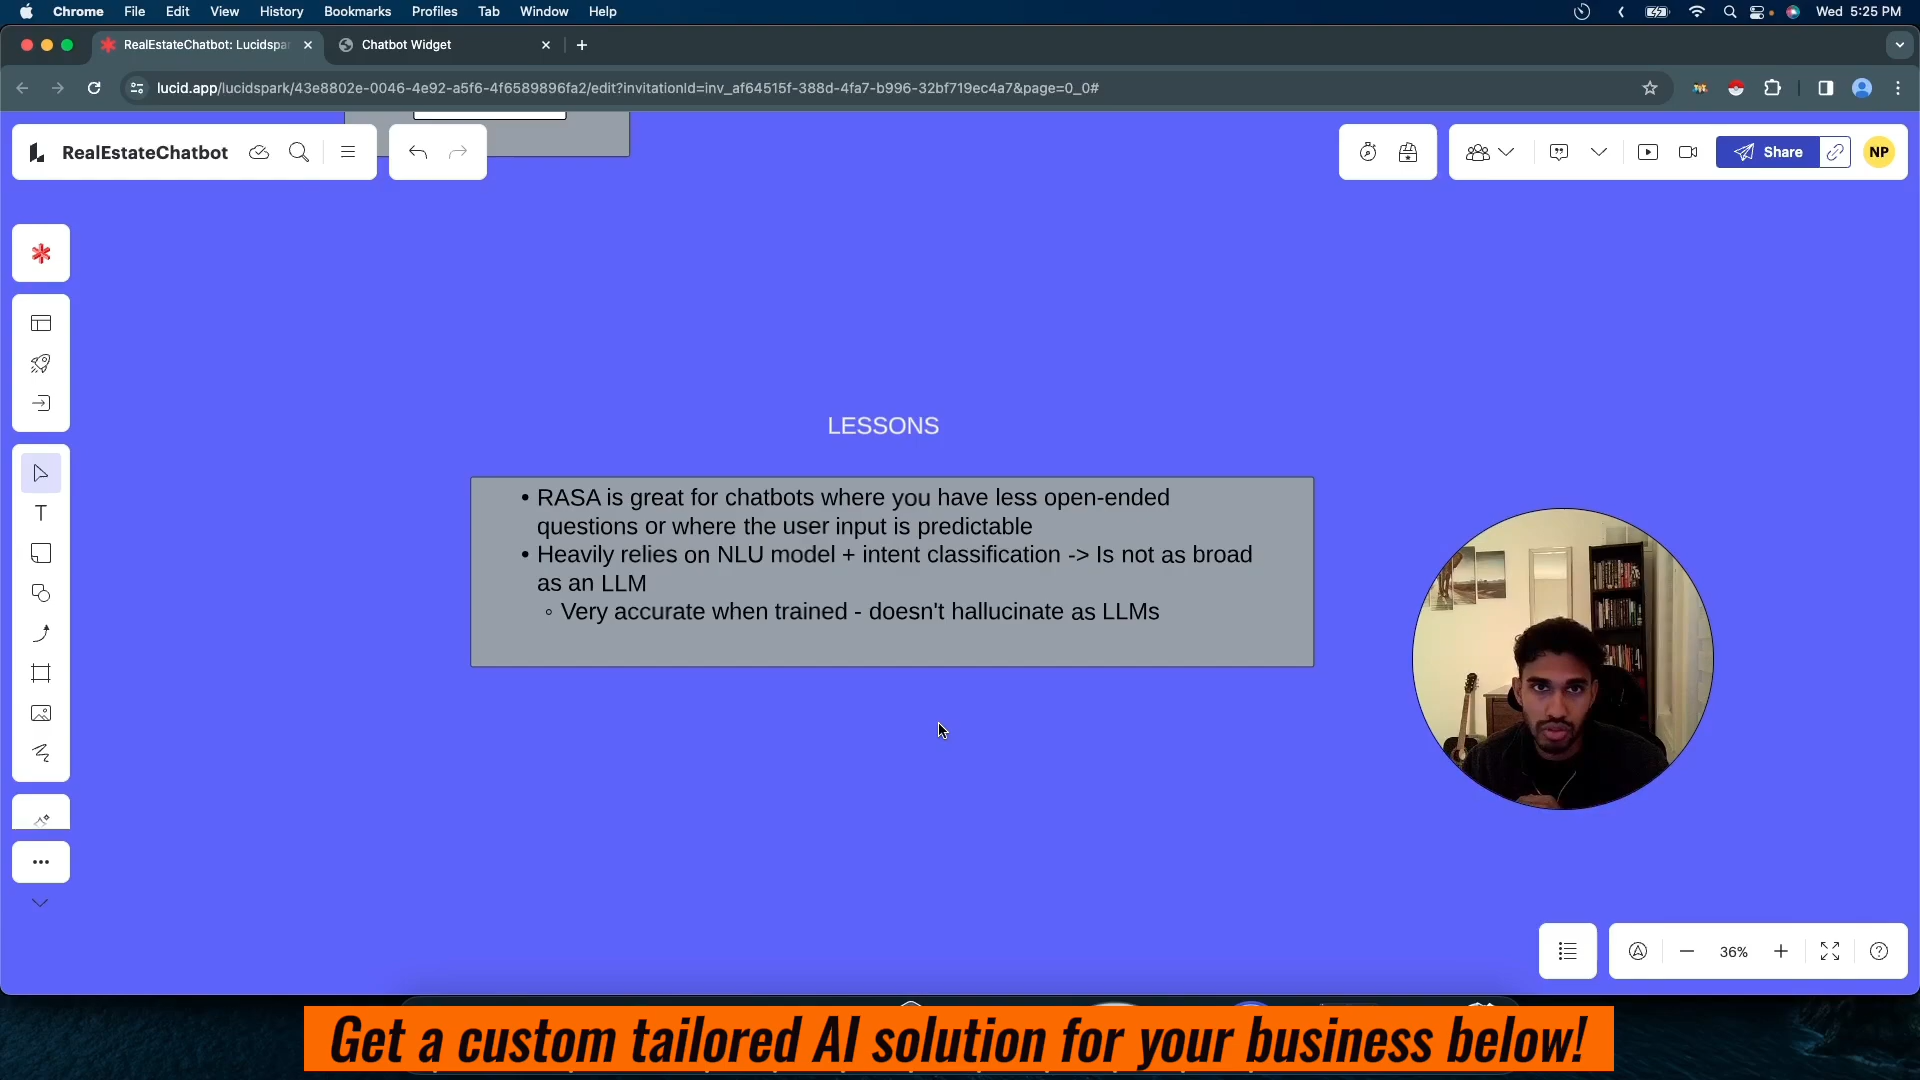 Chrome File Edit View History Bookmarks Profiles Tab Window Help Wed 5:25 PM
RealEstateChatbot: Lucidspa Chatbot Widget
lucid.app/lucidspark/43e8802e-0046-4e92-a5f6-4f6589896fa2/edit?invitationId=inv_af64515f-388d-4fa7-b996-32bf719ec4a7&page=0_0#
RealEstateChatbot Share NP
LESSONS
• RASA is great for chatbots where you have less open-ended
questions or where the user input is predictable
• Heavily relies on NLU model + intent classification -> Is not as broad
as an LLM
◦ Very accurate when trained - doesn't hallucinate as LLMs
T
36%
Get a custom tailored AI solution for your business below!